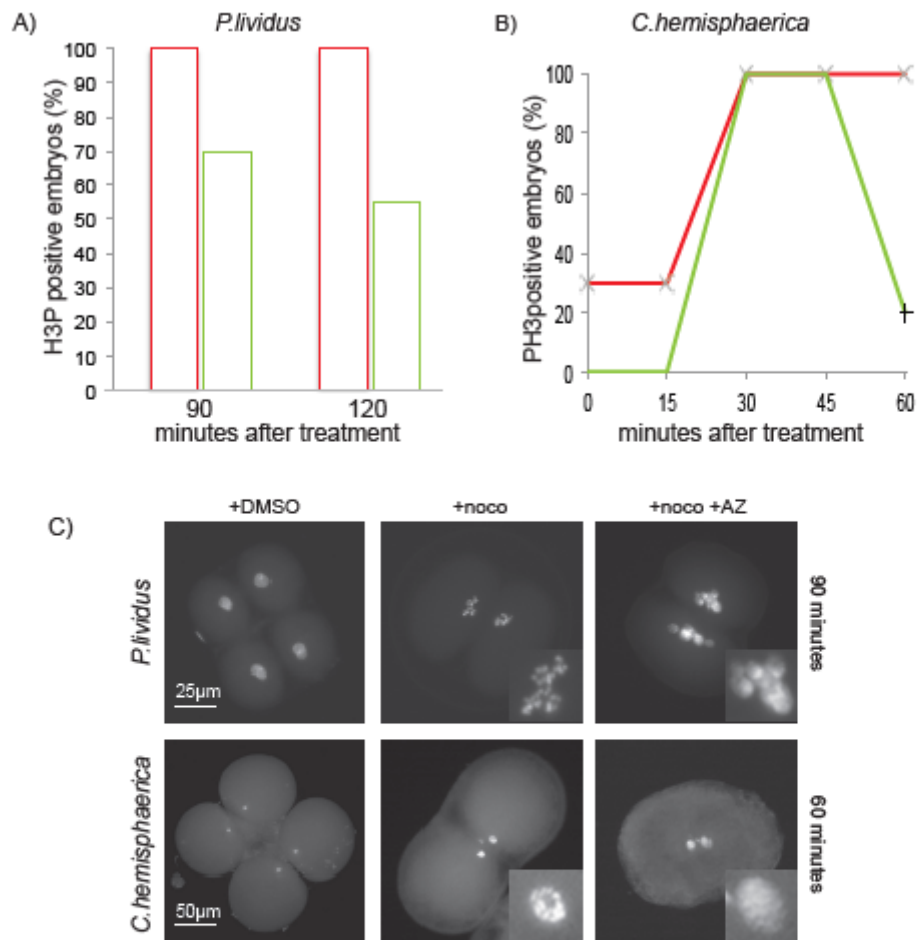 A)
P.lividus
H3P positive embryos (%)
100
90
80
70
60
50
40
30
20
10
0
90
120
minutes after treatment
B)
C.hemisphaerica
PH3positive embryos (%)
100
80
60
40
20
0
0
15
30
45
60
minutes after treatment
C)
+DMSO
+noco
+noco +AZ
P.lividus
25µm
90 minutes
C.hemisphaerica
50µm
60 minutes